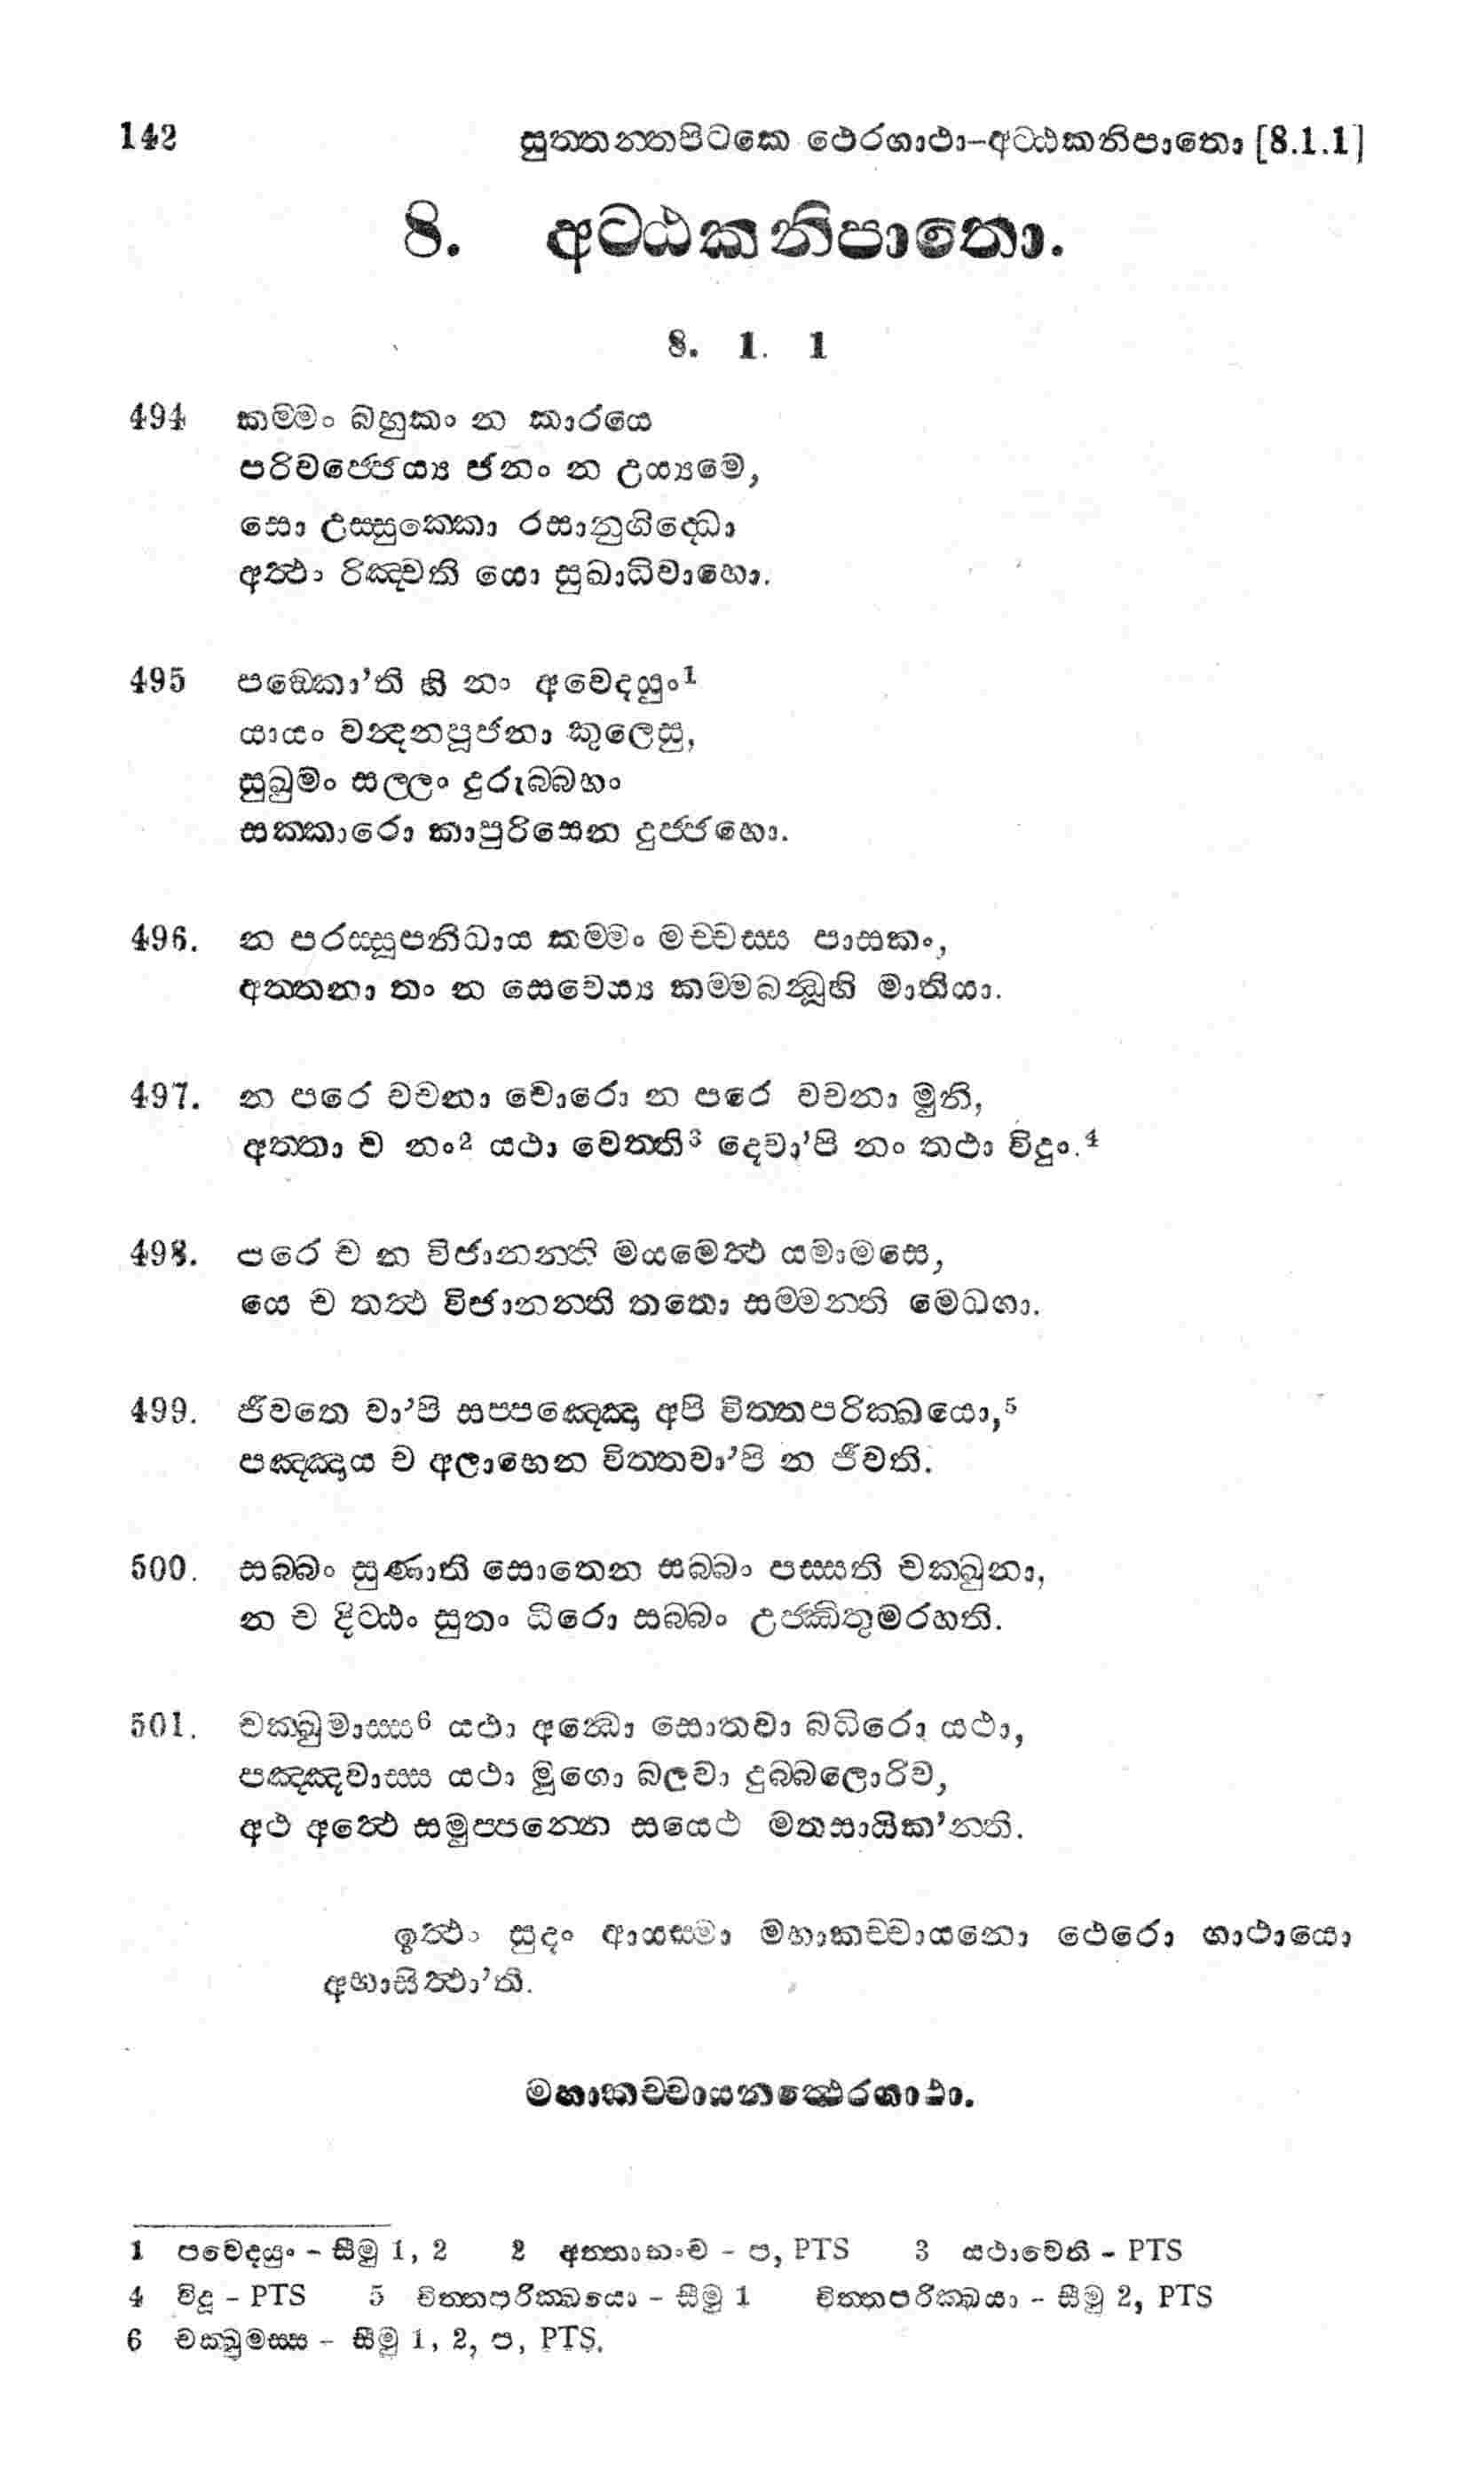 142 සුත්තන්තපිටකෙ ථෙරගාථා-අට්ඨකනිපාතො [8.1.1]
8. අට්ඨකනිපාතො.
8. 1. 1
494 කම්මං බහුකං න කාරයෙ
පරිවජ්ජෙය්‍ය ජනං න උය්‍යමෙ,
සො උස්සුක්කො රසානුගිද්ධො
අත්ථං රිඤ්චති යො සුඛාධිවාහො.
495 පඞ්කො'ති හි නං අවෙදයුං¹
යායං වන්දනපූජනා කුලෙසු,
සුඛුමං සල්ලං දුරුබ්බහං
සක්කාරො කාපුරිසෙන දුජ්ජහො.
496. න පරස්සූපනිධාය කම්මං මච්චස්ස පාපකං,
අත්තනා තං න සෙවෙය්‍ය කම්මබන්ධූහි මාතියා.
497. න පරෙ වචනා චොරො න පරෙ වචනා මුනි,
අත්තා ච නං² යථා වෙත්ති³ දෙවා'පි නං තථා විදුං.⁴
498. පරෙ ච න විජානන්ති මයමෙත්ථ යමාමසෙ,
යෙ ච තත්ථ විජානන්ති තතො සම්මන්ති මෙධගා.
499. ජීවතෙ වා'පි සප්පඤ්ඤො අපි විත්තපරික්ඛයො,⁵
පඤ්ඤාය ච අලාභෙන විත්තවා'පි න ජීවති.
500. සබ්බං සුණාති සොතෙන සබ්බං පස්සති චක්ඛුනා,
න ච දිට්ඨං සුතං ධීරො සබ්බං උජ්ඣිතුමරහති.
501. චක්ඛුමාස්ස⁶ යථා අන්ධො සොතවා බධිරො යථා,
පඤ්ඤවාස්ස යථා මූගො බලවා දුබ්බලොරිව,
අථ අත්ථෙ සමුප්පන්නෙ සයෙථ මතසායික'න්ති.
ඉත්ථං සුදං ආයස්මා මහාකච්චායනො ථෙරො ගාථායො
අභාසිත්ථා'ති.
මහාකච්චායනත්ථෙරගාථා.
1 පවෙදයුං - සීමු 1, 2 2 අත්තානංච - ප, PTS 3 යථාවෙති - PTS
4 විදූ - PTS 5 චිත්තපරික්ඛයො - සීමු 1 චිත්තපරික්ඛයා - සීමු 2, PTS
6 චක්ඛුමස්ස - සීමු 1, 2, ප, PTS.